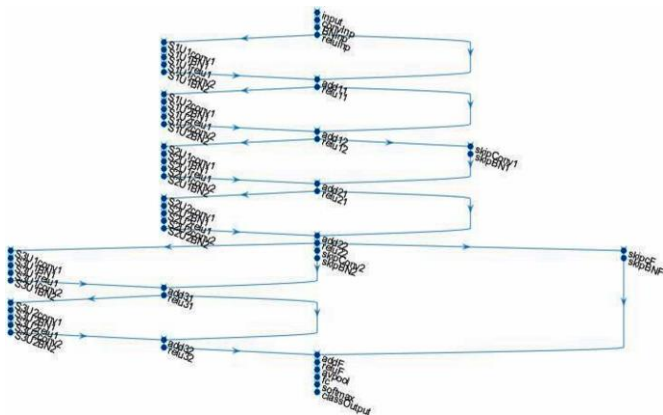 input
convInp
BNInp
reluInp
S1U1conv1
S1U1BN1
S1U1relu1
S1U1conv2
S1U1BN2
add11
relu11
S1U2conv1
S1U2BN1
S1U2relu1
S1U2conv2
S1U2BN2
add12
relu12
S2U1conv1
S2U1BN1
S2U1relu1
S2U1conv2
S2U1BN2
skipConv1
skipBN1
add21
relu21
S2U2conv1
S2U2BN1
S2U2relu1
S2U2conv2
S2U2BN2
add22
relu22
skipConv2
skipBN2
skipcF
skipBNF
S3U1conv1
S3U1BN1
S3U1relu1
S3U1conv2
S3U1BN2
add31
relu31
S3U2conv1
S3U2BN1
S3U2relu1
S3U2conv2
S3U2BN2
add32
relu32
addF
reluF
avpool
fc
softmax
classOutput